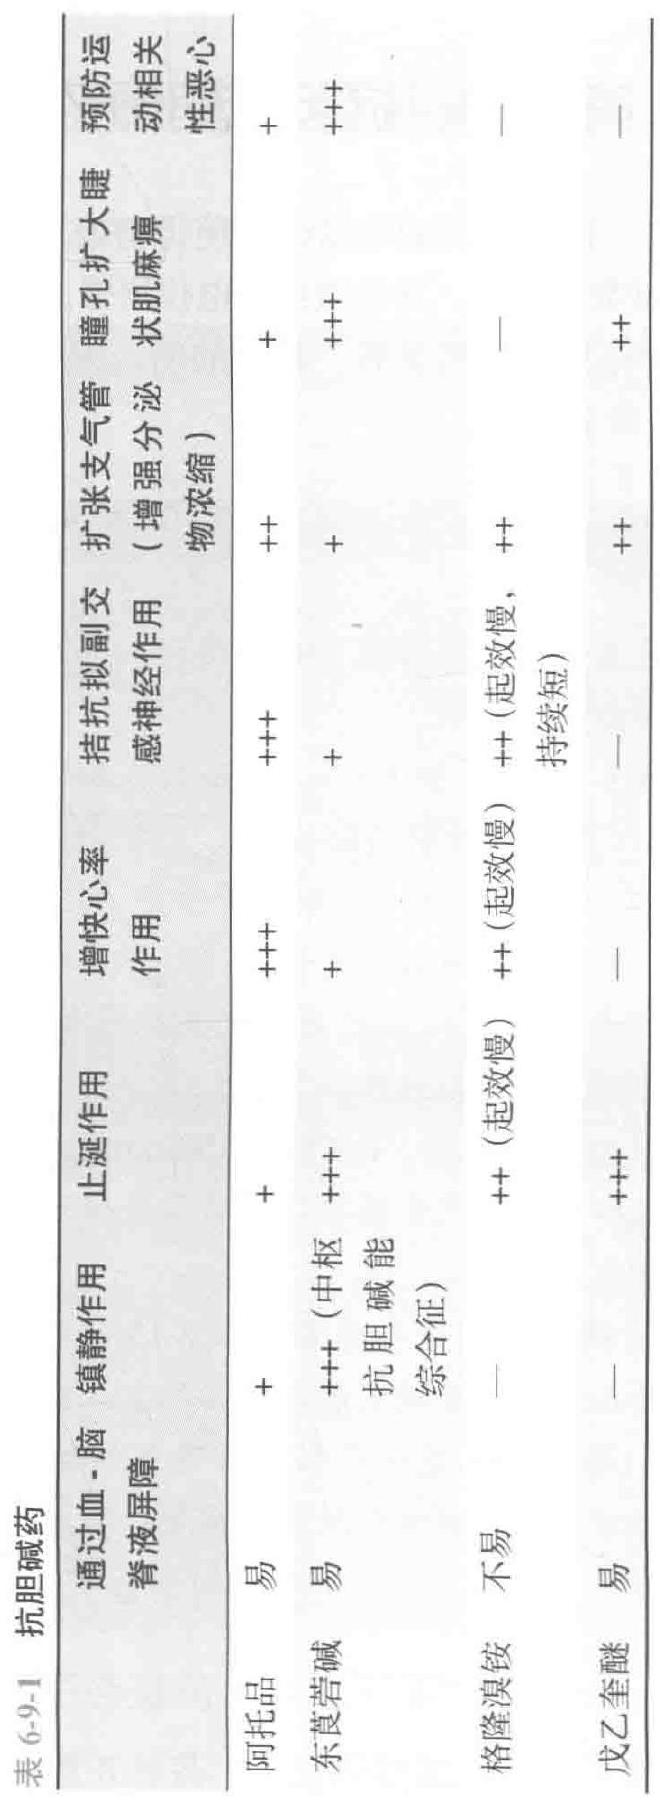 表 6-9-1 抗胆碱药
通过血-脑 镇静作用 止涎作用 增快心率 拮抗拟副交 扩张支气管 瞳孔扩大睫 预防运
脊液屏障 作用 感神经作用 (增强分泌 状肌麻痹 动相关
物浓缩) 性恶心
阿托品 易 + + +++ +++ ++ + +
东莨菪碱 易 +++(中枢 +++ + + + +++ +++
抗胆碱能
综合征)
格隆溴铵 不易 — ++(起效慢) ++(起效慢) ++(起效慢, ++ — —
持续短)
戊乙奎醚 易 — +++ — — ++ ++ —